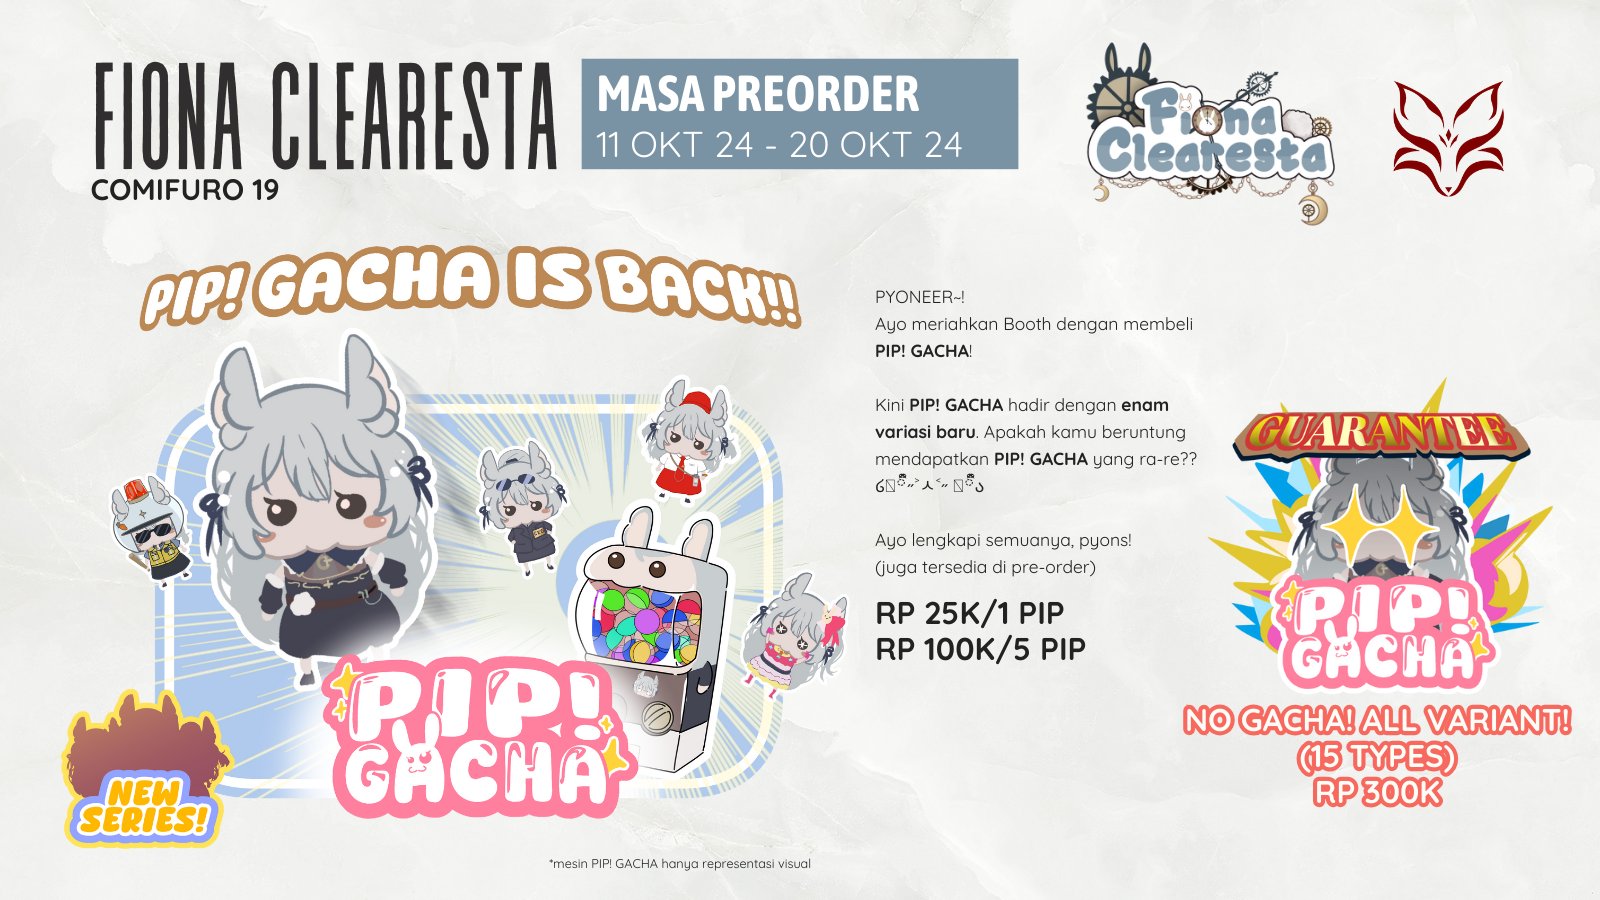 FIONA CLEARESTA
COMIFURO 19
MASA PREORDER
11 OKT 24 - 20 OKT 24
Fiona
Clearesta
PIP! GACHA IS BACK!!
PYONEER~!
Ayo meriahkan Booth dengan membeli
PIP! GACHA!
Kini PIP! GACHA hadir dengan enam
variasi baru. Apakah kamu beruntung
mendapatkan PIP! GACHA yang ra-re??
Ayo lengkapi semuanya, pyons!
(juga tersedia di pre-order)
RP 25K/1 PIP
RP 100K/5 PIP
GUARANTEE
PIP!
GACHA
NO GACHA! ALL VARIANT!
(15 TYPES)
RP 300K
PIP!
GACHA
NEW
SERIES!
*mesin PIP! GACHA hanya representasi visual